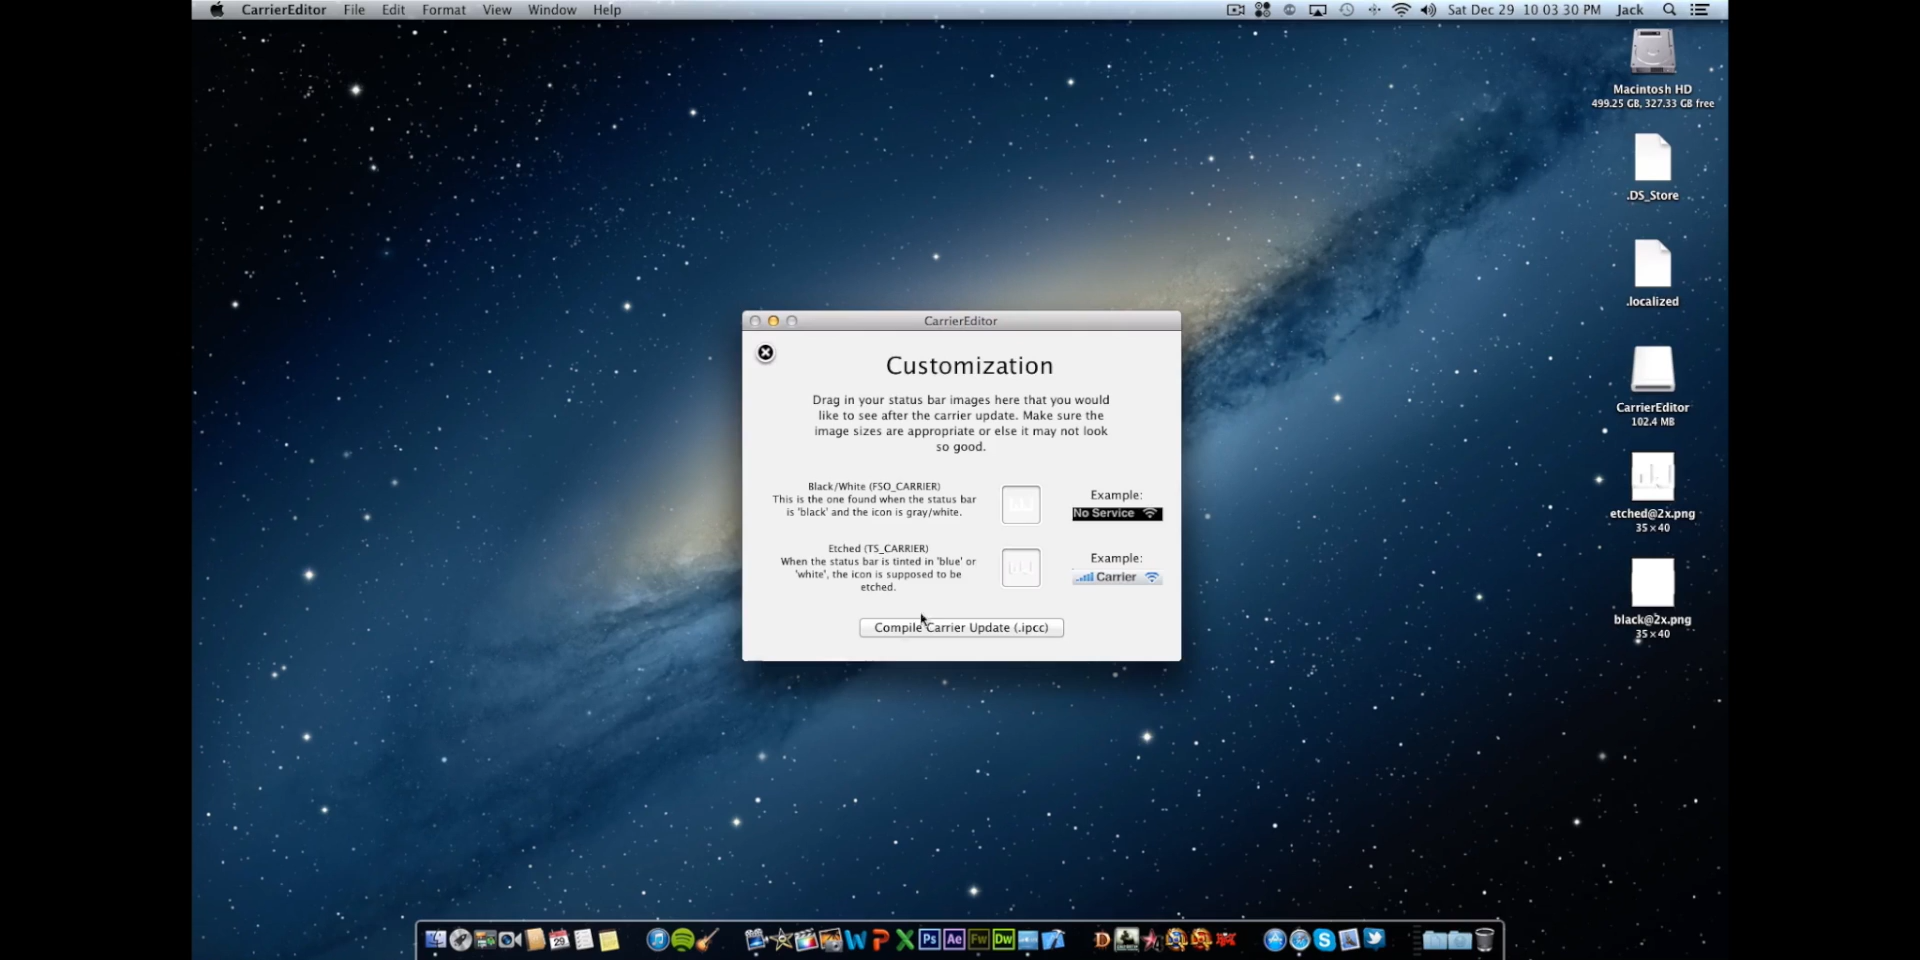 CarrierEditor File Edit Format View Window Help
Sat Dec 29 10 03 30 PM Jack
Macintosh HD
499.25 GB, 327.33 GB free
.DS_Store
.localized
CarrierEditor
102.4 MB
etched@2x.png
35×40
black@2x.png
35×40
CarrierEditor
Customization
Drag in your status bar images here that you would
like to see after the carrier update. Make sure the
image sizes are appropriate or else it may not look
so good.
Black/White (FSO_CARRIER)
This is the one found when the status bar
is 'black' and the icon is gray/white.
Example:
No Service
Etched (TS_CARRIER)
When the status bar is tinted in 'blue' or
'white', the icon is supposed to be
etched.
Example:
Carrier
Compile Carrier Update (.ipcc)
29 W P X Ps Ae Fw Dw D S